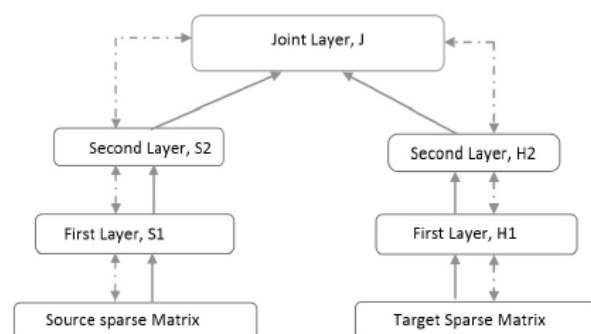 Joint Layer, J
Second Layer, S2
Second Layer, H2
First Layer, S1
First Layer, H1
Source sparse Matrix
Target Sparse Matrix